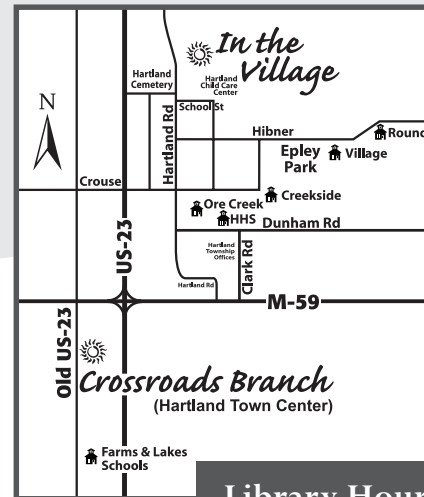 In the
Village
Hartland
Cemetery
Hartland
Child Care
Center
School St
N
Hartland Rd
Hibner
Round
Epley
Park
Village
Crouse
Creekside
Ore Creek
HHS
Dunham Rd
US-23
Hartland
Township
Offices
Clark Rd
Hartland Rd
M-59
Old US-23
Crossroads Branch
(Hartland Town Center)
Farms & Lakes
Schools
Library Hour